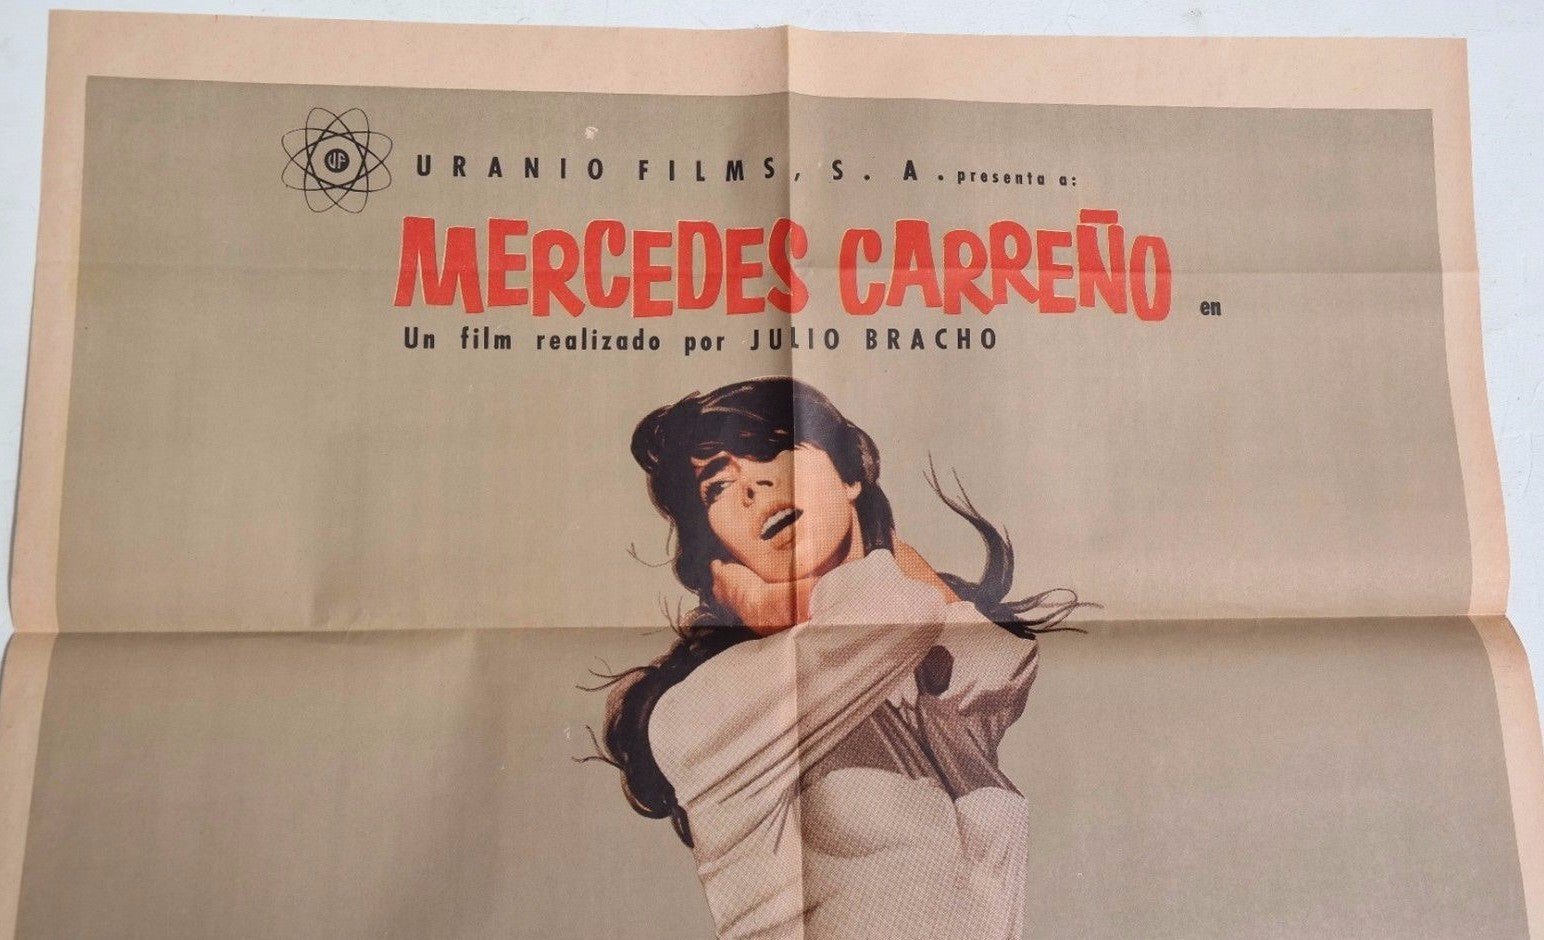 UF
URANIO FILMS, S. A. presenta a:
MERCEDES CARREÑO en
Un film realizado por JULIO BRACHO